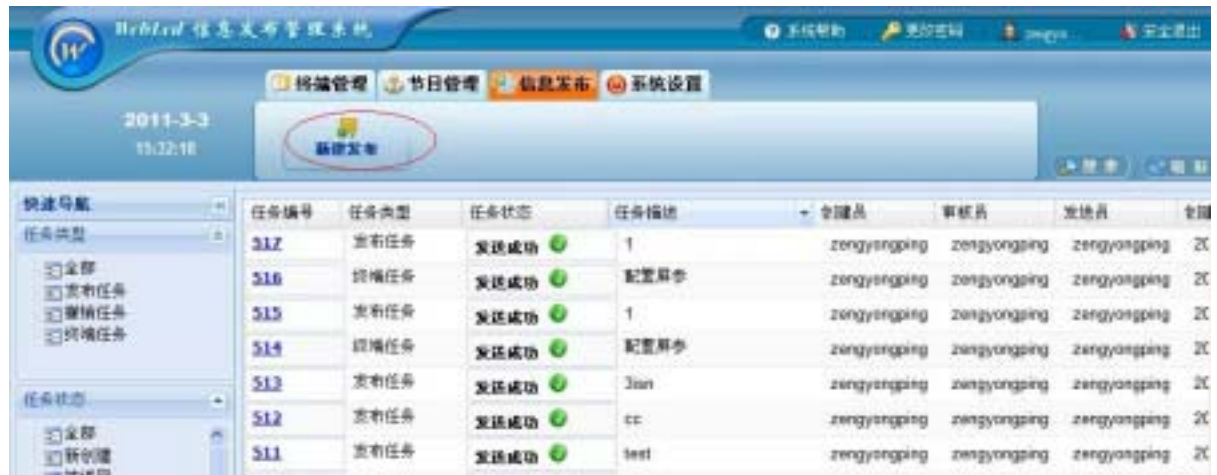 WebLed 信息发布管理系统
系统帮助 更改密码 安全退出
终端管理 节目管理 信息发布 系统设置
2011-3-3
15:32:18
新建发布
搜索
快速导航
任务类型
全部
发布任务
撤销任务
终端任务
任务状态
全部
新创建
任务编号 任务类型 任务状态 任务描述 创建员 审核员 发送员
517 发布任务 发送成功 1 zengyongping zengyongping zengyongping
516 终端任务 发送成功 配置屏参 zengyongping zengyongping zengyongping
515 发布任务 发送成功 1 zengyongping zengyongping zengyongping
514 终端任务 发送成功 配置屏参 zengyongping zengyongping zengyongping
513 发布任务 发送成功 3ian zengyongping zengyongping zengyongping
512 发布任务 发送成功 cc zengyongping zengyongping zengyongping
511 发布任务 发送成功 test zengyongping zengyongping zengyongping